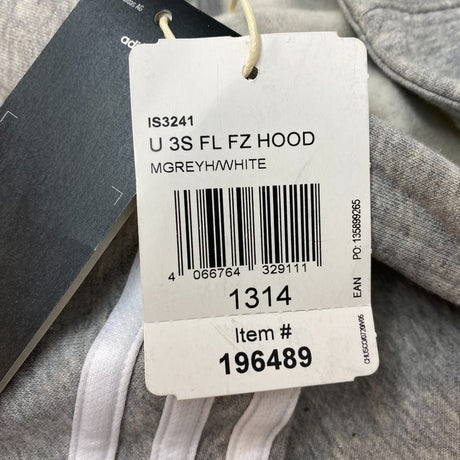 IS3241
U 3S FL FZ HOOD
MGREYH/WHITE
4 066764 329111
1314
EAN PO: 135899265
Item #
196489